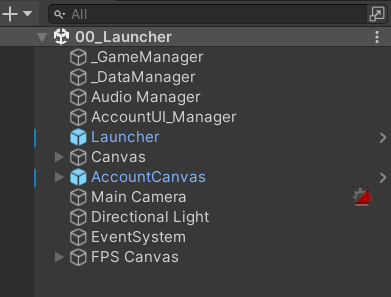 All
00_Launcher
_GameManager
_DataManager
Audio Manager
AccountUI_Manager
Launcher
Canvas
AccountCanvas
Main Camera
Directional Light
EventSystem
FPS Canvas